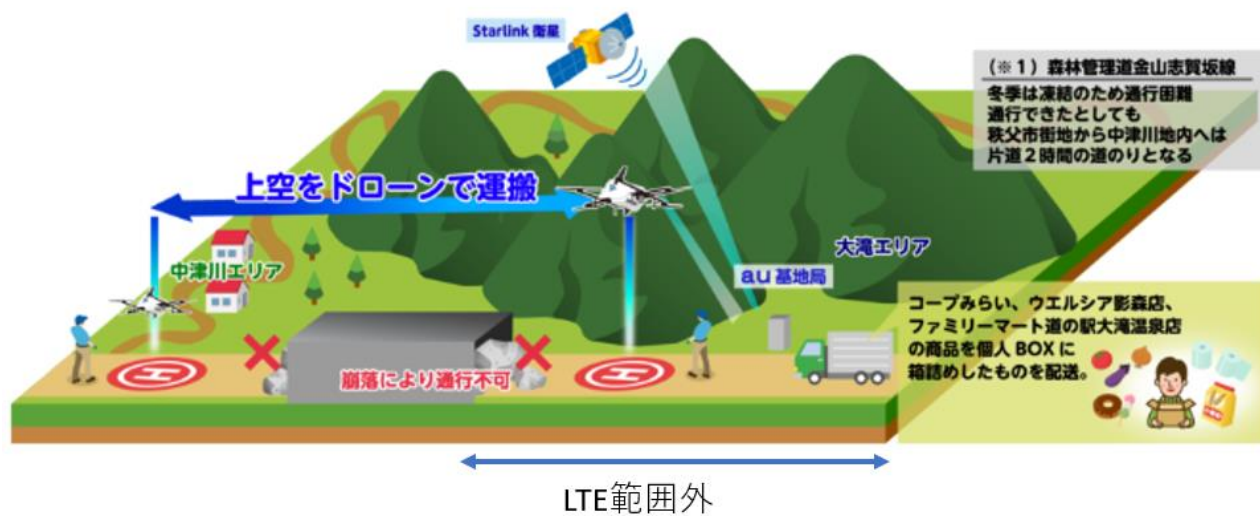 Starlink 衛星
(※1) 森林管理道金山志賀坂線
冬季は凍結のため通行困難
通行できたとしても
秩父市街地から中津川地内へは
片道2時間の道のりとなる
上空をドローンで運搬
大滝エリア
中津川エリア
au 基地局
コープみらい、ウエルシア影森店、
ファミリーマート道の駅大滝温泉店
の商品を個人 BOX に
箱詰めしたものを配送。
崩落により通行不可
H
H
LTE範囲外